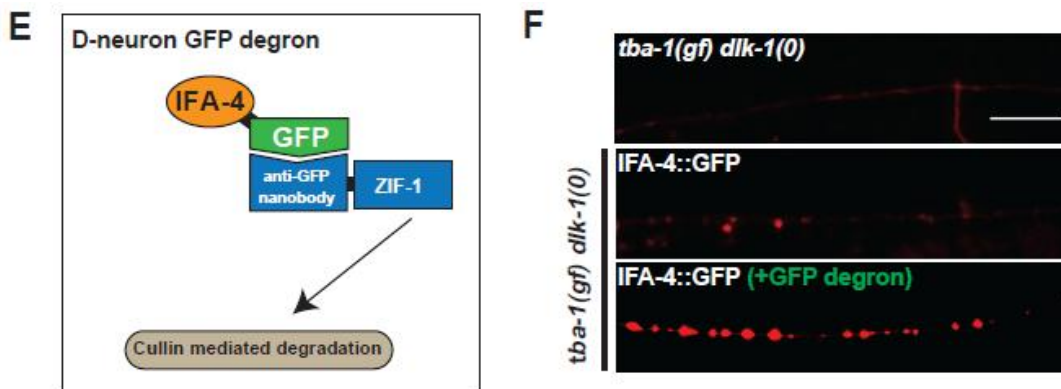 E
D-neuron GFP degron
IFA-4
GFP
anti-GFP
nanobody
ZIF-1
Cullin mediated degradation
F
tba-1(gf) dlk-1(0)
tba-1(gf) dlk-1(0)
IFA-4::GFP
IFA-4::GFP (+GFP degron)